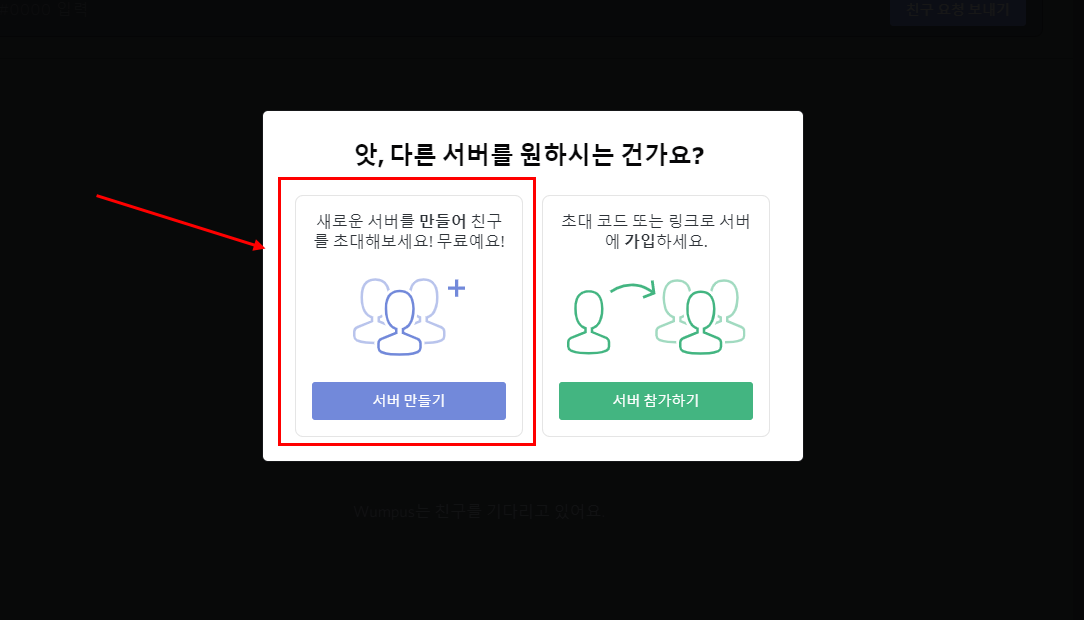 친구 요청 보내기
앗, 다른 서버를 원하시는 건가요?
새로운 서버를 만들어 친구
를 초대해보세요! 무료예요!
서버 만들기
초대 코드 또는 링크로 서버
에 가입하세요.
서버 참가하기
Wumpus는 친구를 기다리고 있어요